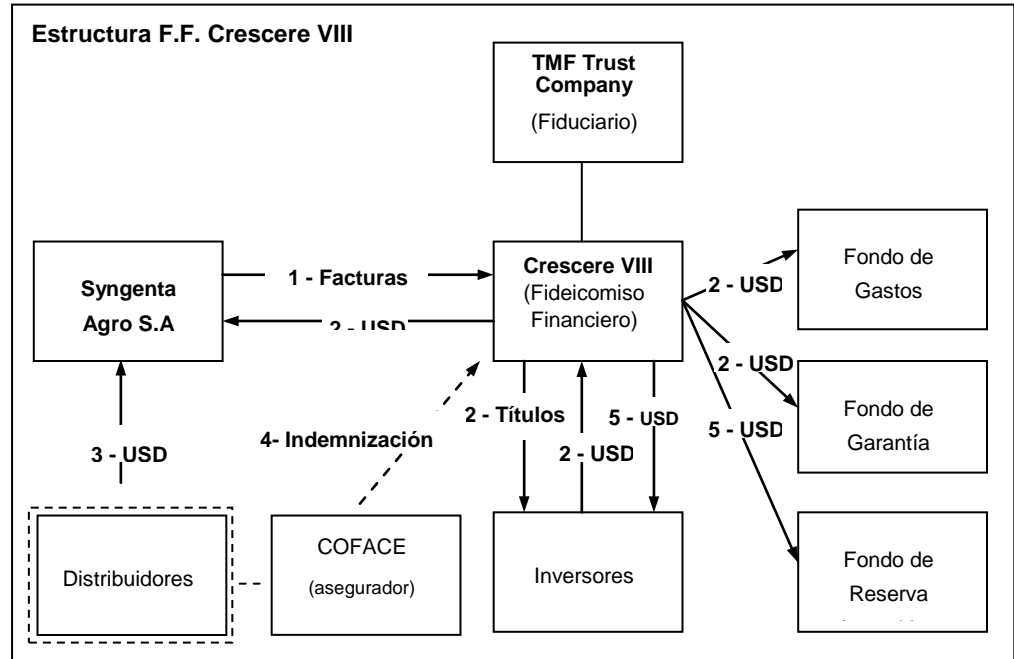 Estructura F.F. Crescere VIII
TMF Trust
Company
(Fiduciario)
Syngenta
Agro S.A
1 - Facturas
2 - USD
Crescere VIII
(Fideicomiso
Financiero)
2 - USD
Fondo de
Gastos
2 - USD
Fondo de
Garantía
5 - USD
3 - USD
4- Indemnización
2 - Títulos
2 - USD
5 - USD
Distribuidores
COFACE
(asegurador)
Inversores
Fondo de
Reserva